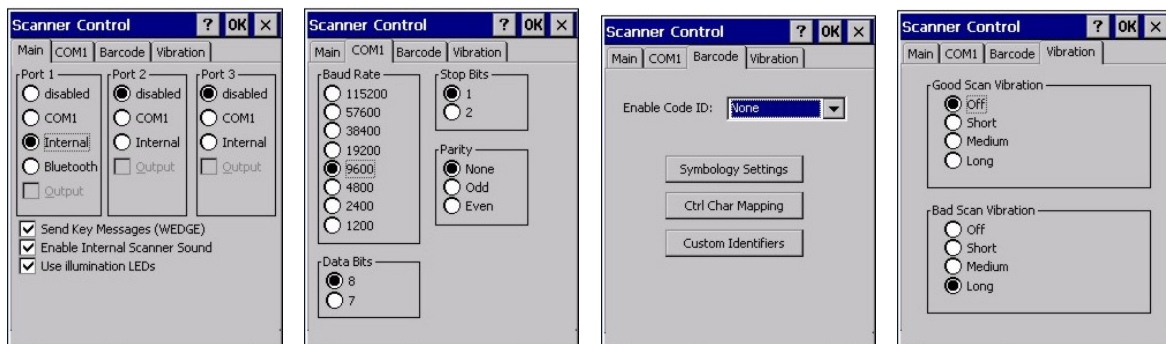 Scanner Control ? OK ×
Main COM1 Barcode Vibration
Port 1
disabled
COM1
Internal
Bluetooth
Output
Port 2
disabled
COM1
Internal
Output
Port 3
disabled
COM1
Internal
Output
Send Key Messages (WEDGE)
Enable Internal Scanner Sound
Use illumination LEDs
Scanner Control ? OK ×
Main COM1 Barcode Vibration
Baud Rate
115200
57600
38400
19200
9600
4800
2400
1200
Stop Bits
1
2
Parity
None
Odd
Even
Data Bits
8
7
Scanner Control ? OK ×
Main COM1 Barcode Vibration
Enable Code ID: None
Symbology Settings
Ctrl Char Mapping
Custom Identifiers
Scanner Control ? OK ×
Main COM1 Barcode Vibration
Good Scan Vibration
Off
Short
Medium
Long
Bad Scan Vibration
Off
Short
Medium
Long